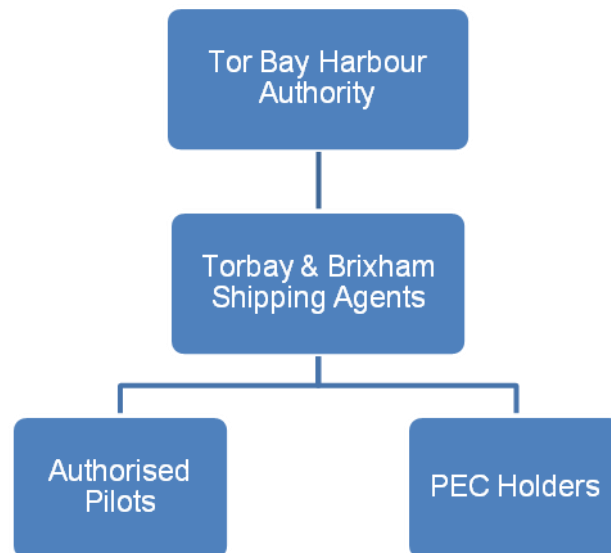 Tor Bay Harbour
Authority
Torbay & Brixham
Shipping Agents
Authorised
Pilots
PEC Holders